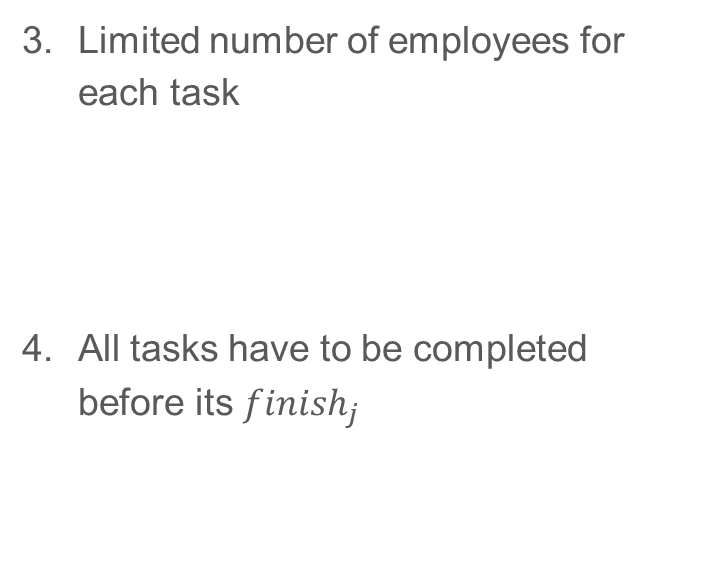 3. Limited number of employees for
each task
4. All tasks have to be completed
before its finishⱼ